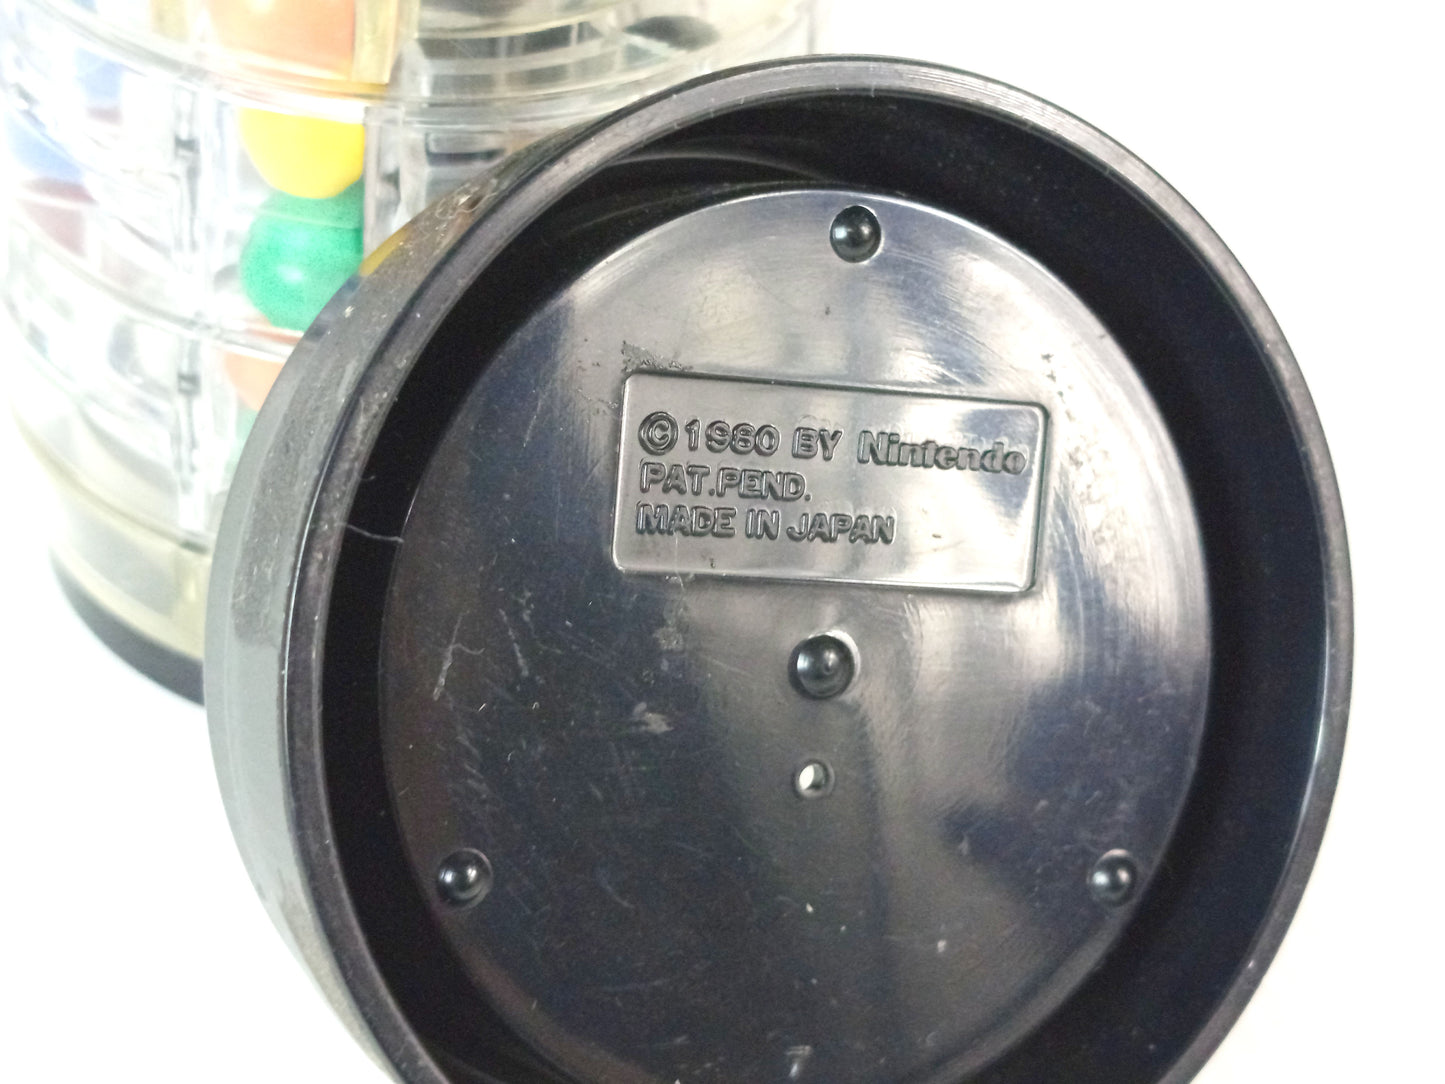 ©1980 BY Nintendo
PAT.PEND.
MADE IN JAPAN